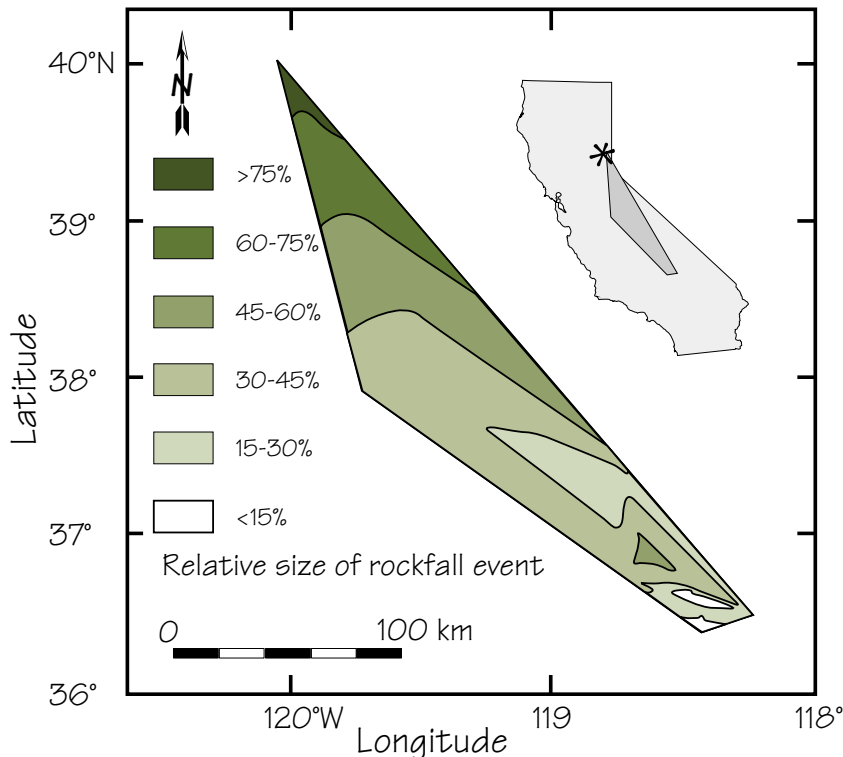 40°N
N
>75%
39°
60-75%
45-60%
Latitude
38°
30-45%
15-30%
37°
<15%
Relative size of rockfall event
0 100 km
36°
120°W 119 118°
Longitude